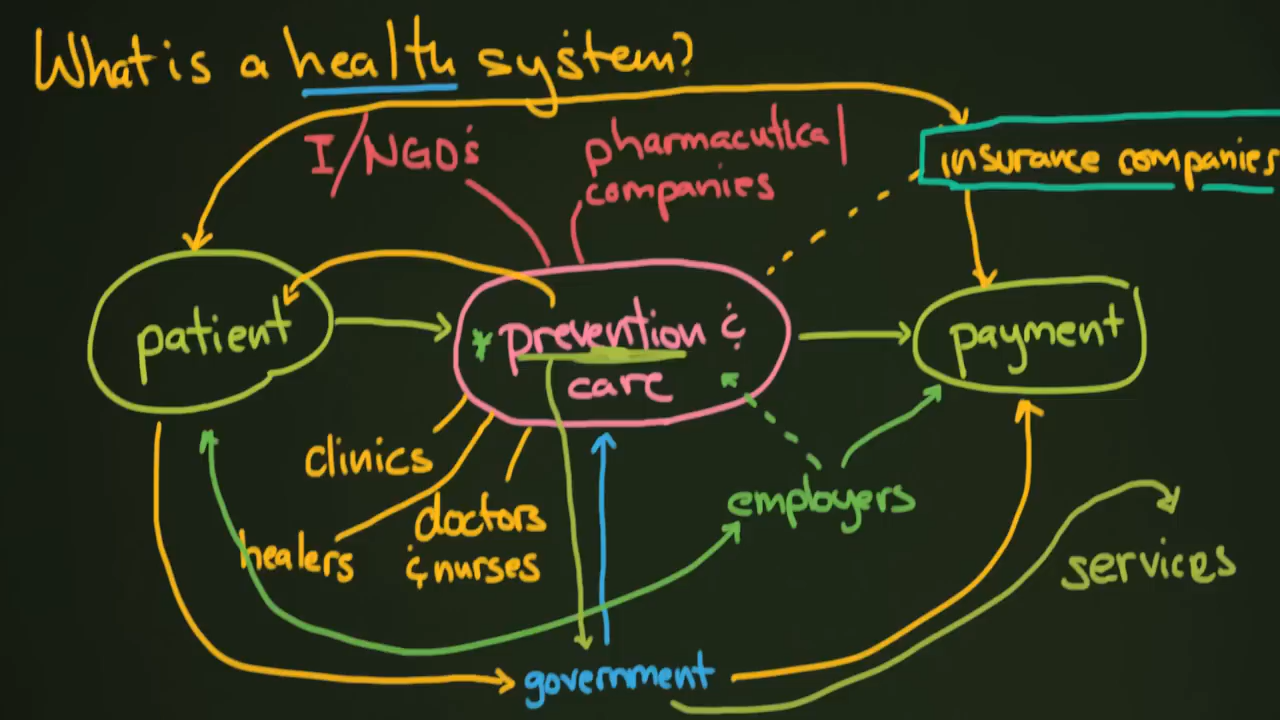 What is a health system?
I/NGO's
pharmacutical
companies
insurance companies
patient
* prevention &
care
payment
clinics
doctors
& nurses
healers
employers
services
government